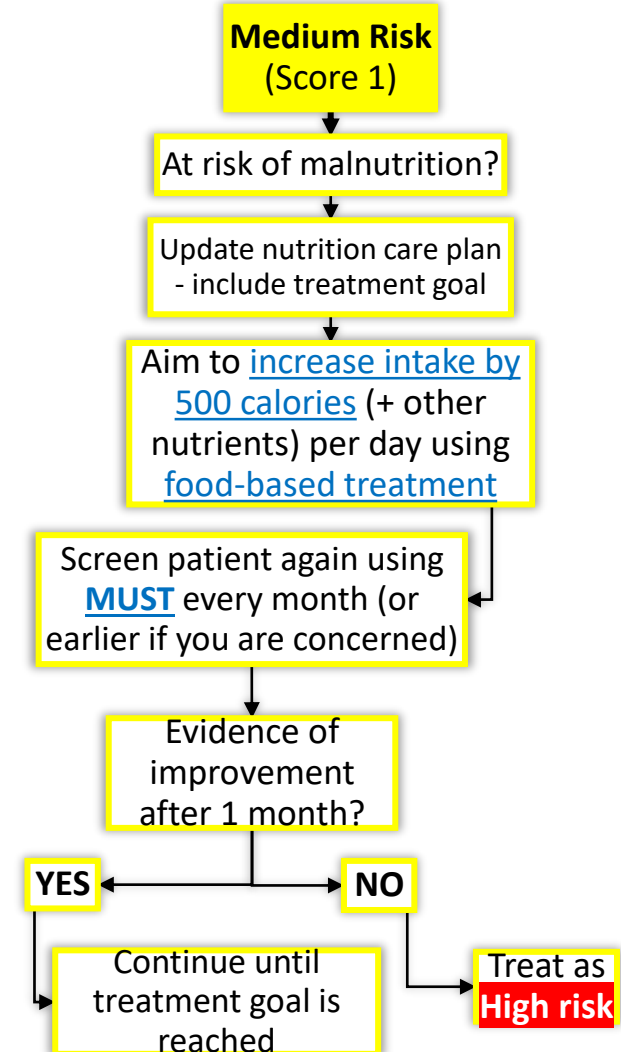 Medium Risk
(Score 1)
At risk of malnutrition?
Update nutrition care plan
- include treatment goal
Aim to increase intake by
500 calories (+ other
nutrients) per day using
food-based treatment
Screen patient again using
MUST every month (or
earlier if you are concerned)
Evidence of
improvement
after 1 month?
YES
NO
Continue until
treatment goal is
reached
Treat as
High risk